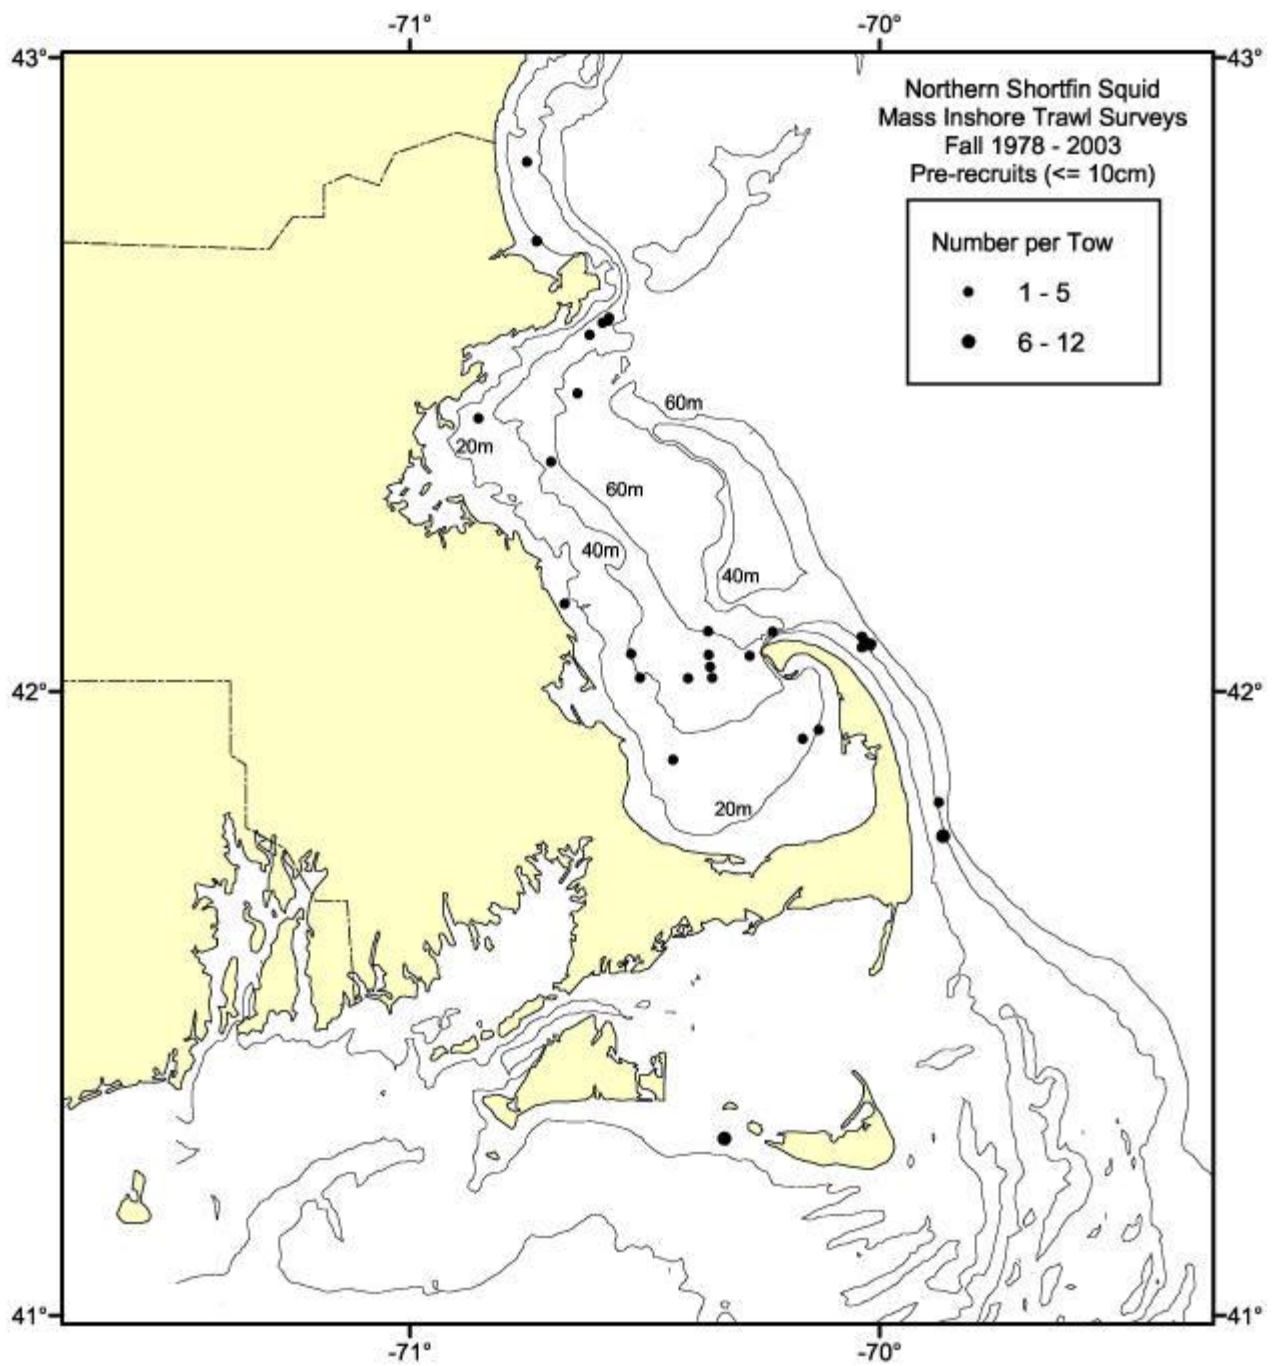 -71° -70°
43° 43°
Northern Shortfin Squid
Mass Inshore Trawl Surveys
Fall 1978 - 2003
Pre-recruits (<= 10cm)
Number per Tow
1 - 5
6 - 12
60m
20m
60m
40m
40m
42° 42°
20m
41° 41°
-71° -70°